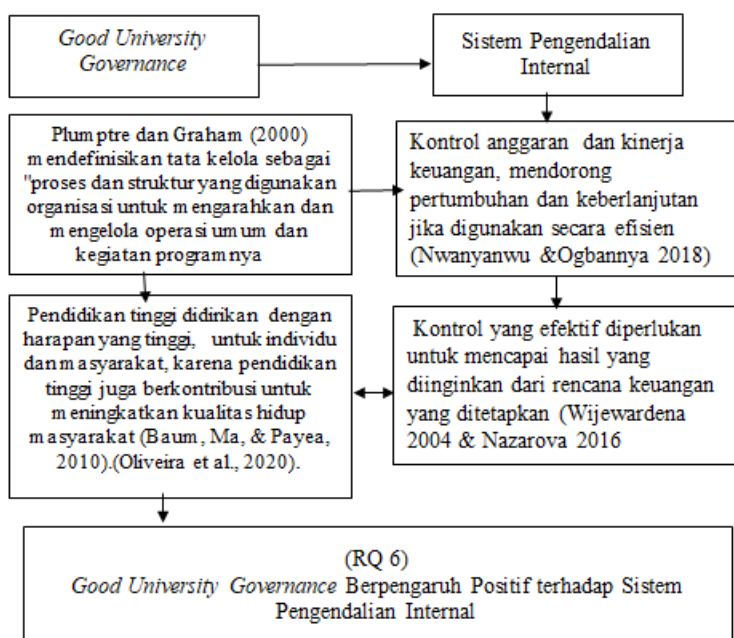 Good University
Governance
Sistem Pengendalian
Internal
Plumptre dan Graham (2000)
mendefinisikan tata kelola sebagai
"proses dan struktur yang digunakan
organisasi untuk mengarahkan dan
mengelola operasi umum dan
kegiatan programnya
Kontrol anggaran dan kinerja
keuangan, mendorong
pertumbuhan dan keberlanjutan
jika digunakan secara efisien
(Nwanyanwu &Ogbannya 2018)
Pendidikan tinggi didirikan dengan
harapan yang tinggi, untuk individu
dan masyarakat, karena pendidikan
tinggi juga berkontribusi untuk
meningkatkan kualitas hidup
masyarakat (Baum, Ma, & Payea,
2010).(Oliveira et al., 2020).
Kontrol yang efektif diperlukan
untuk mencapai hasil yang
diinginkan dari rencana keuangan
yang ditetapkan (Wijewardena
2004 & Nazarova 2016
(RQ 6)
Good University Governance Berpengaruh Positif terhadap Sistem
Pengendalian Internal